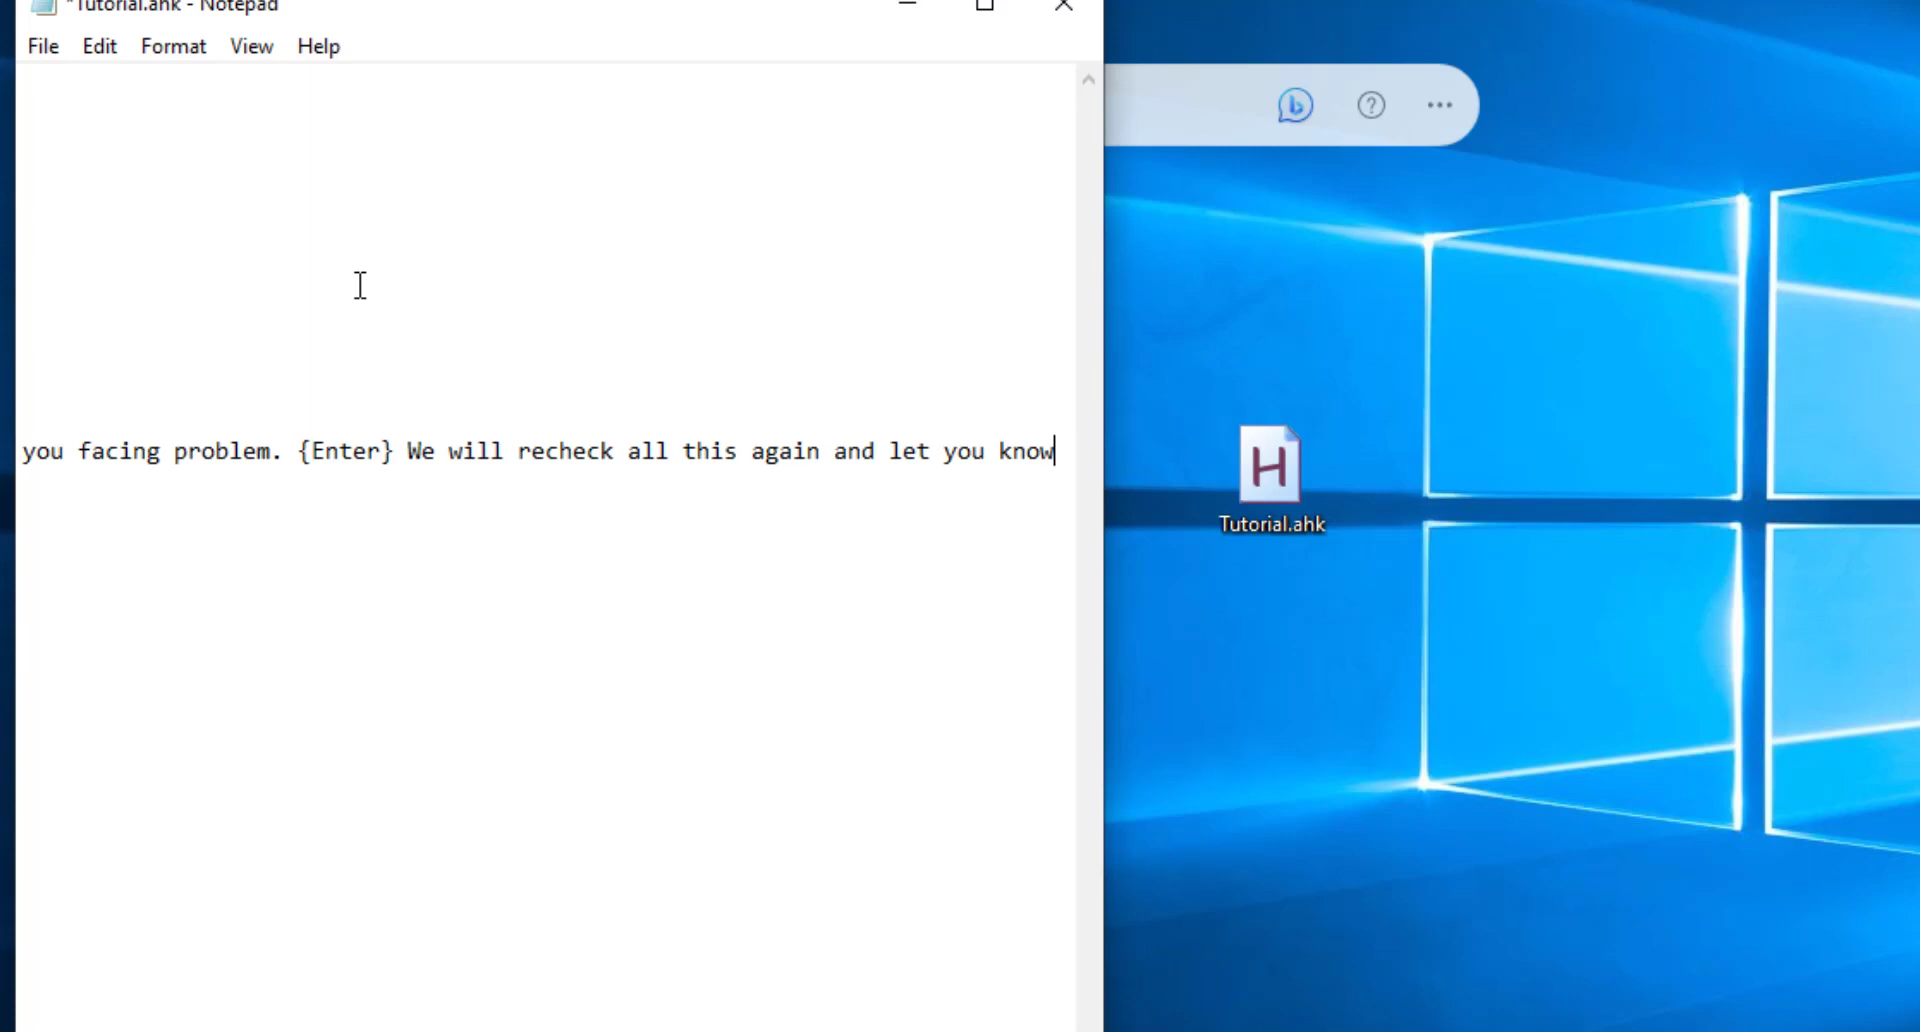 *Tutorial.ahk - Notepad
File Edit Format View Help
you facing problem. {Enter} We will recheck all this again and let you know
Tutorial.ahk